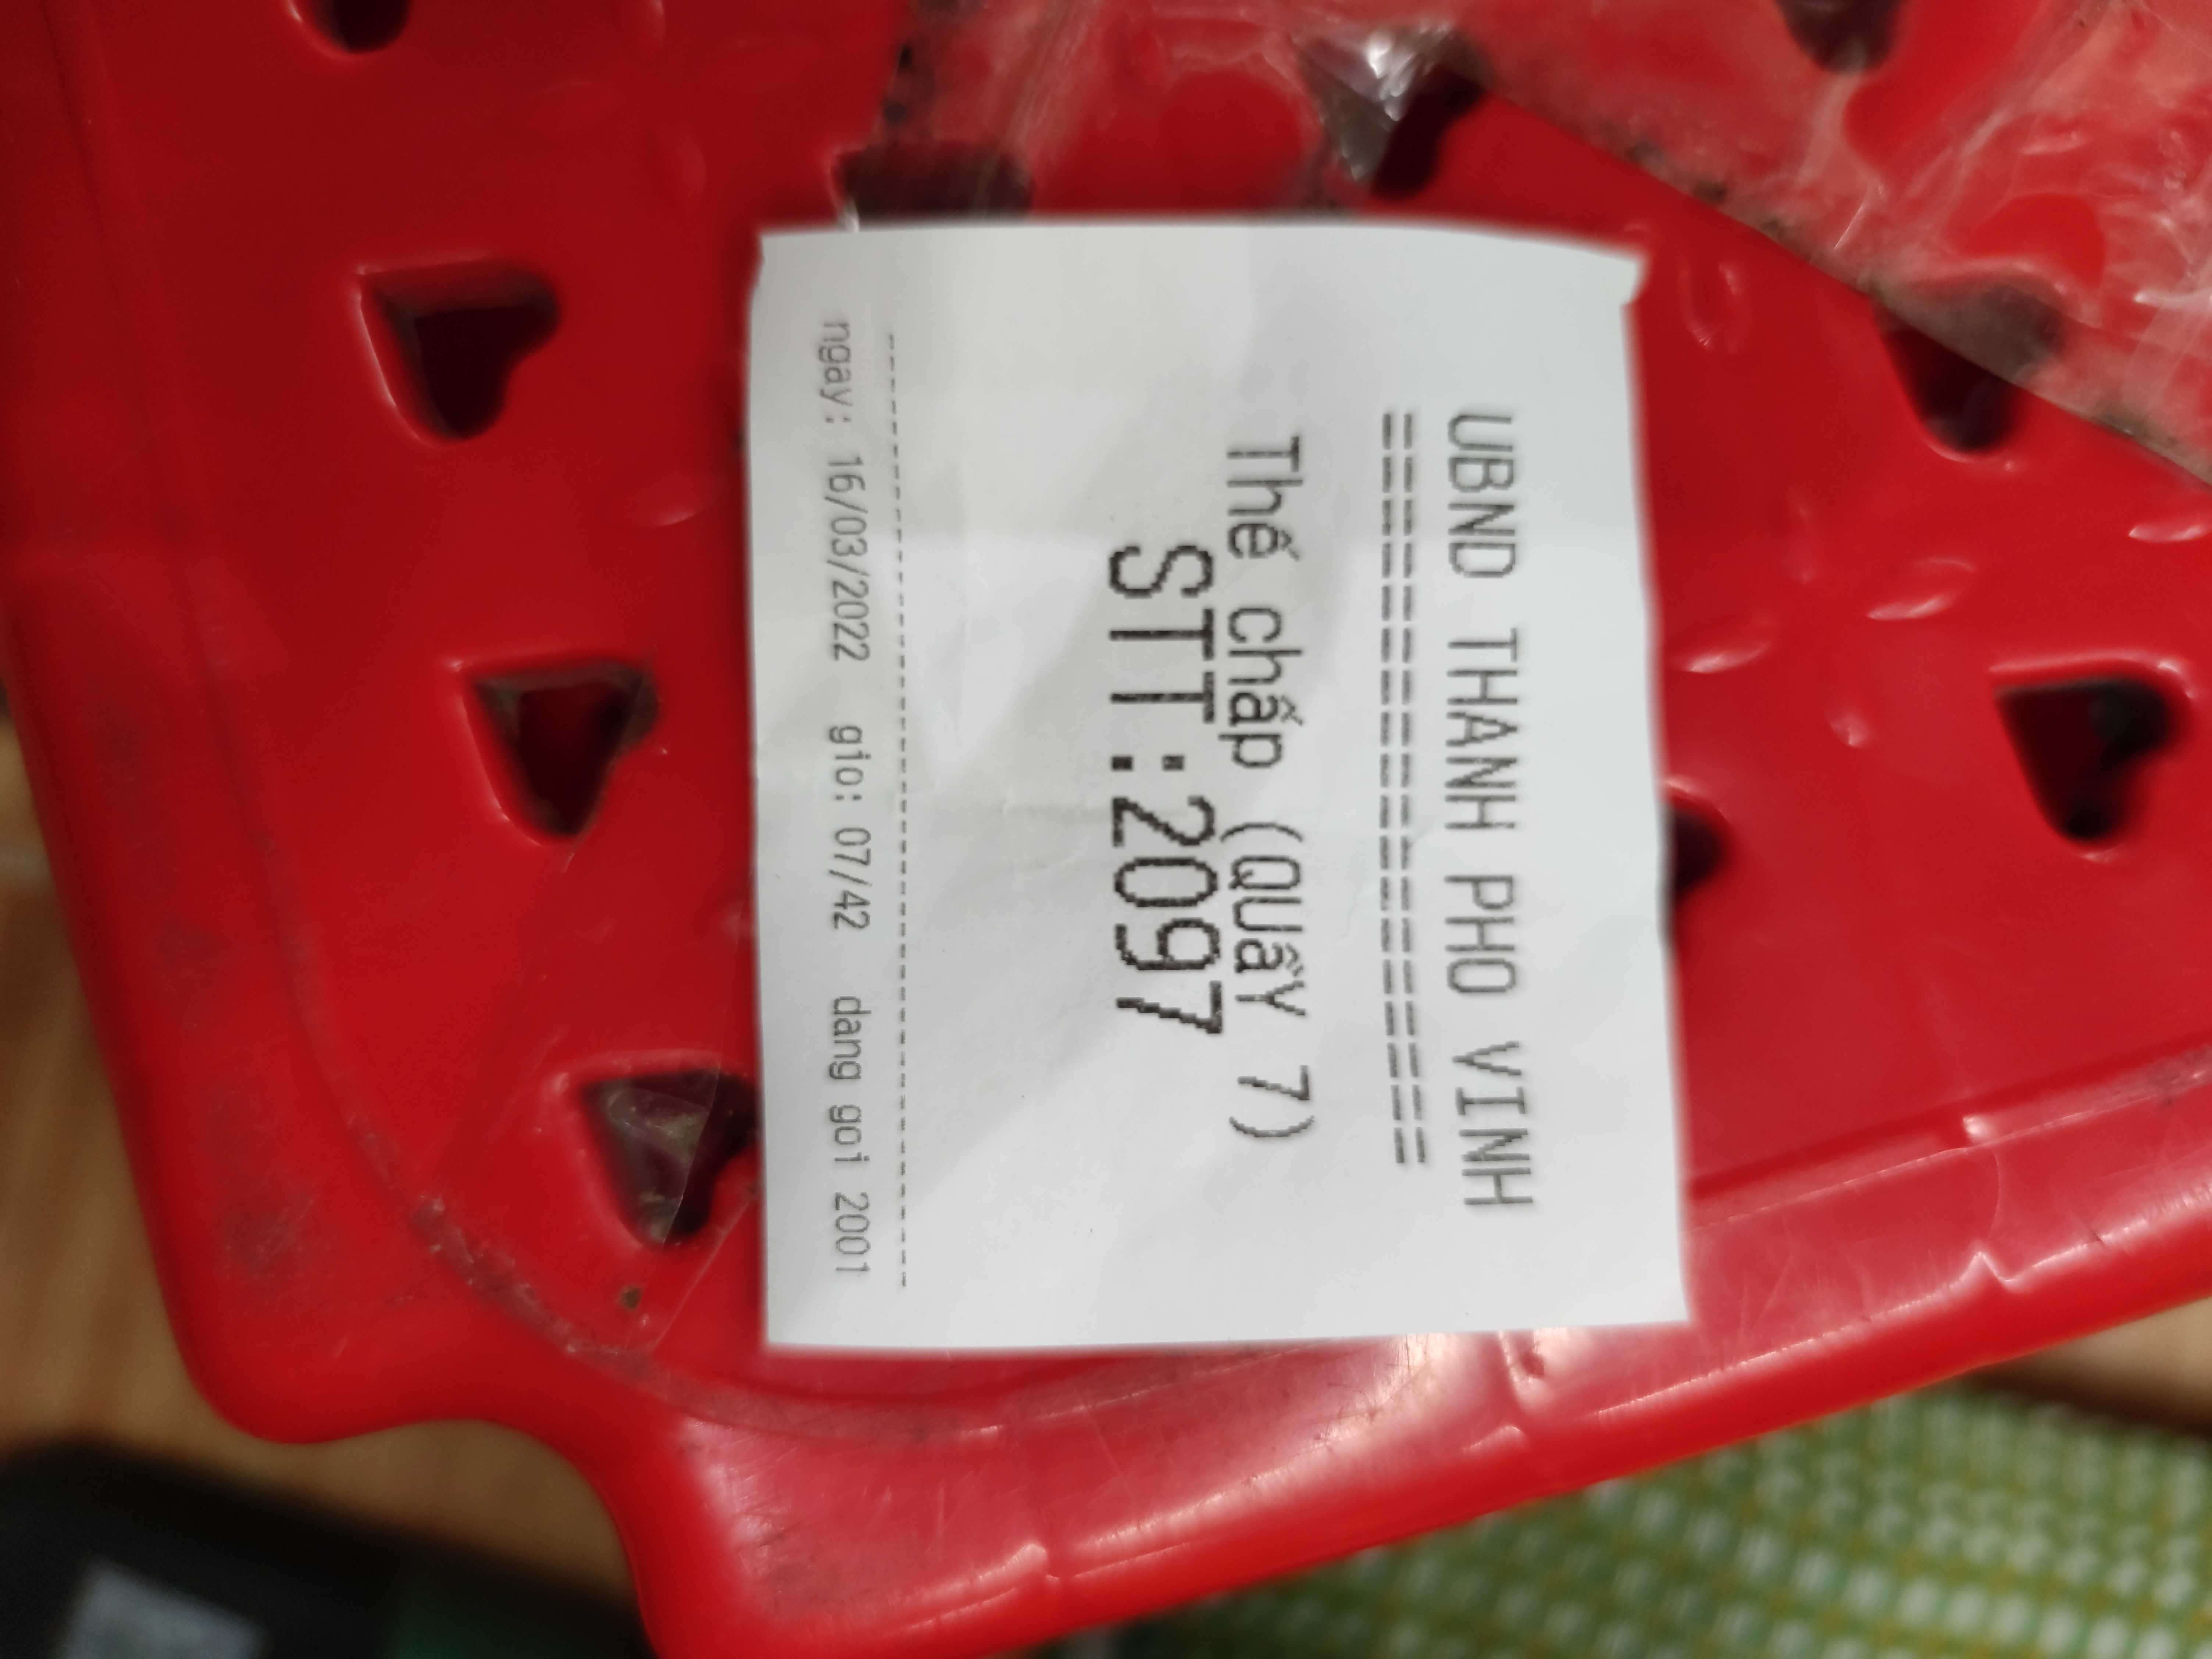 UBND THANH PHO VINH
==============================
Thế chấp (QUầY 7)
STT:2097
ngay: 16/03/2022 gio: 07/42 dang goi 2001